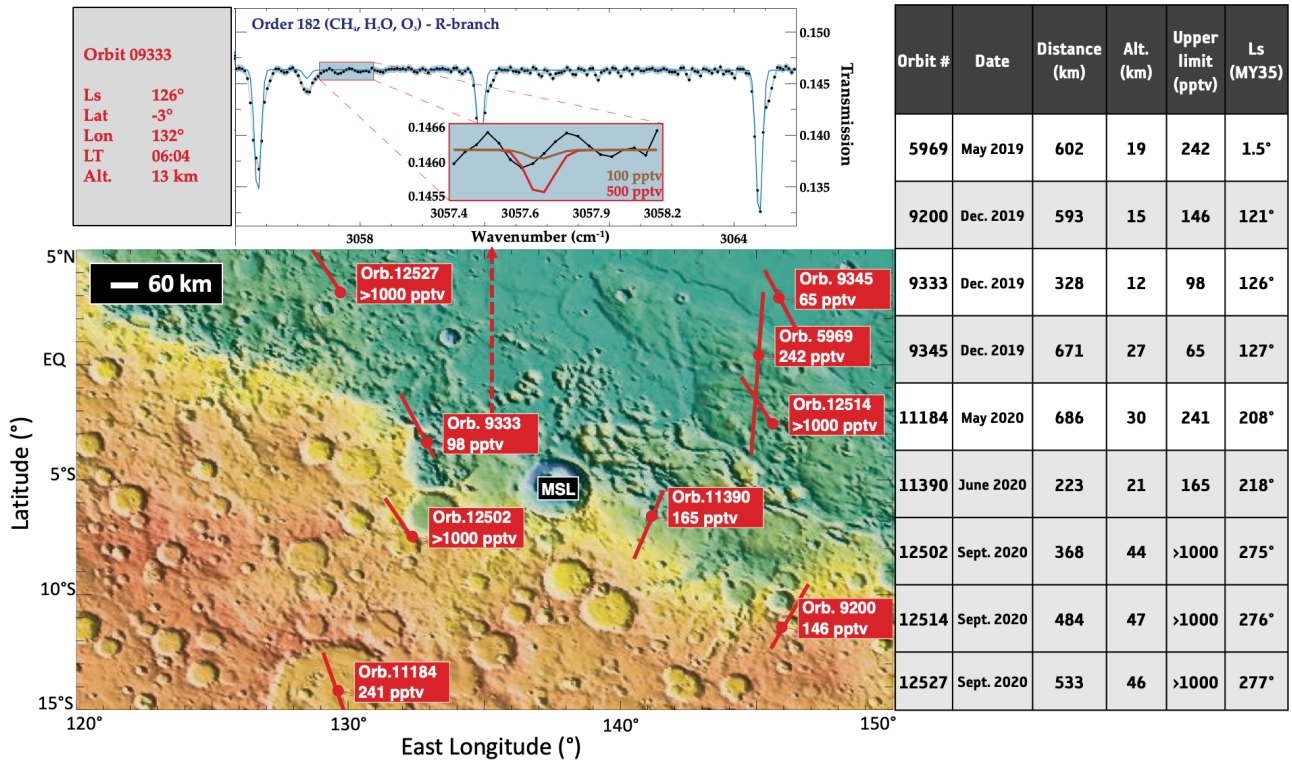 Orbit 09333
Ls 126°
Lat -3°
Lon 132°
LT 06:04
Alt. 13 km
Order 182 (CH₄, H₂O, O₃) - R-branch
0.150
0.145
0.140
0.135
Transmission
0.1466
0.1460
0.1455
100 pptv
500 pptv
3057.4
3057.6
3057.9
3058.2
3058
Wavenumber (cm⁻¹)
3064
5°N
EQ
5°S
10°S
15°S
Latitude (°)
60 km
Orb.12527
>1000 pptv
Orb. 9345
65 pptv
Orb. 5969
242 pptv
Orb.12514
>1000 pptv
Orb. 9333
98 pptv
MSL
Orb.11390
165 pptv
Orb.12502
>1000 pptv
Orb. 9200
146 pptv
Orb.11184
241 pptv
120°
130°
140°
150°
East Longitude (°)
Orbit # Date Distance (km) Alt. (km) Upper limit (pptv) Ls (MY35)
5969 May 2019 602 19 242 1.5°
9200 Dec. 2019 593 15 146 121°
9333 Dec. 2019 328 12 98 126°
9345 Dec. 2019 671 27 65 127°
11184 May 2020 686 30 241 208°
11390 June 2020 223 21 165 218°
12502 Sept. 2020 368 44 >1000 275°
12514 Sept. 2020 484 47 >1000 276°
12527 Sept. 2020 533 46 >1000 277°